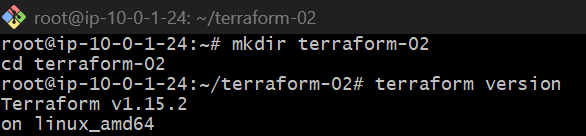 root@ip-10-0-1-24: ~/terraform-02
root@ip-10-0-1-24:~# mkdir terraform-02
cd terraform-02
root@ip-10-0-1-24:~/terraform-02# terraform version
Terraform v1.15.2
on linux_amd64